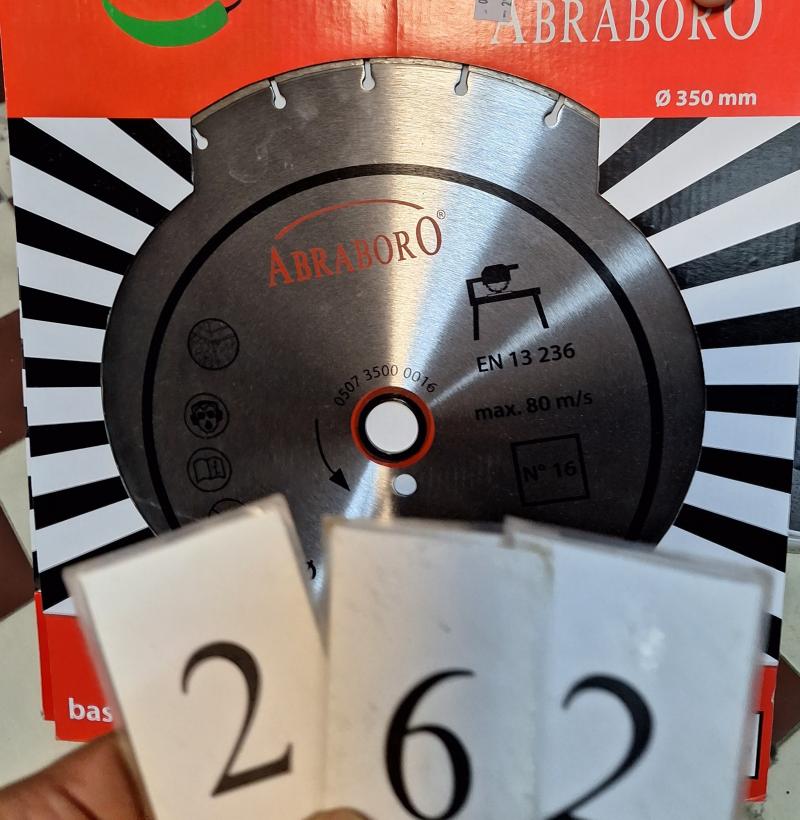 ABRABORO
Ø 350 mm
ABRABORO®
EN 13 236
0507 3500 0016
max. 80 m/s
N° 16
bas
2 6 2